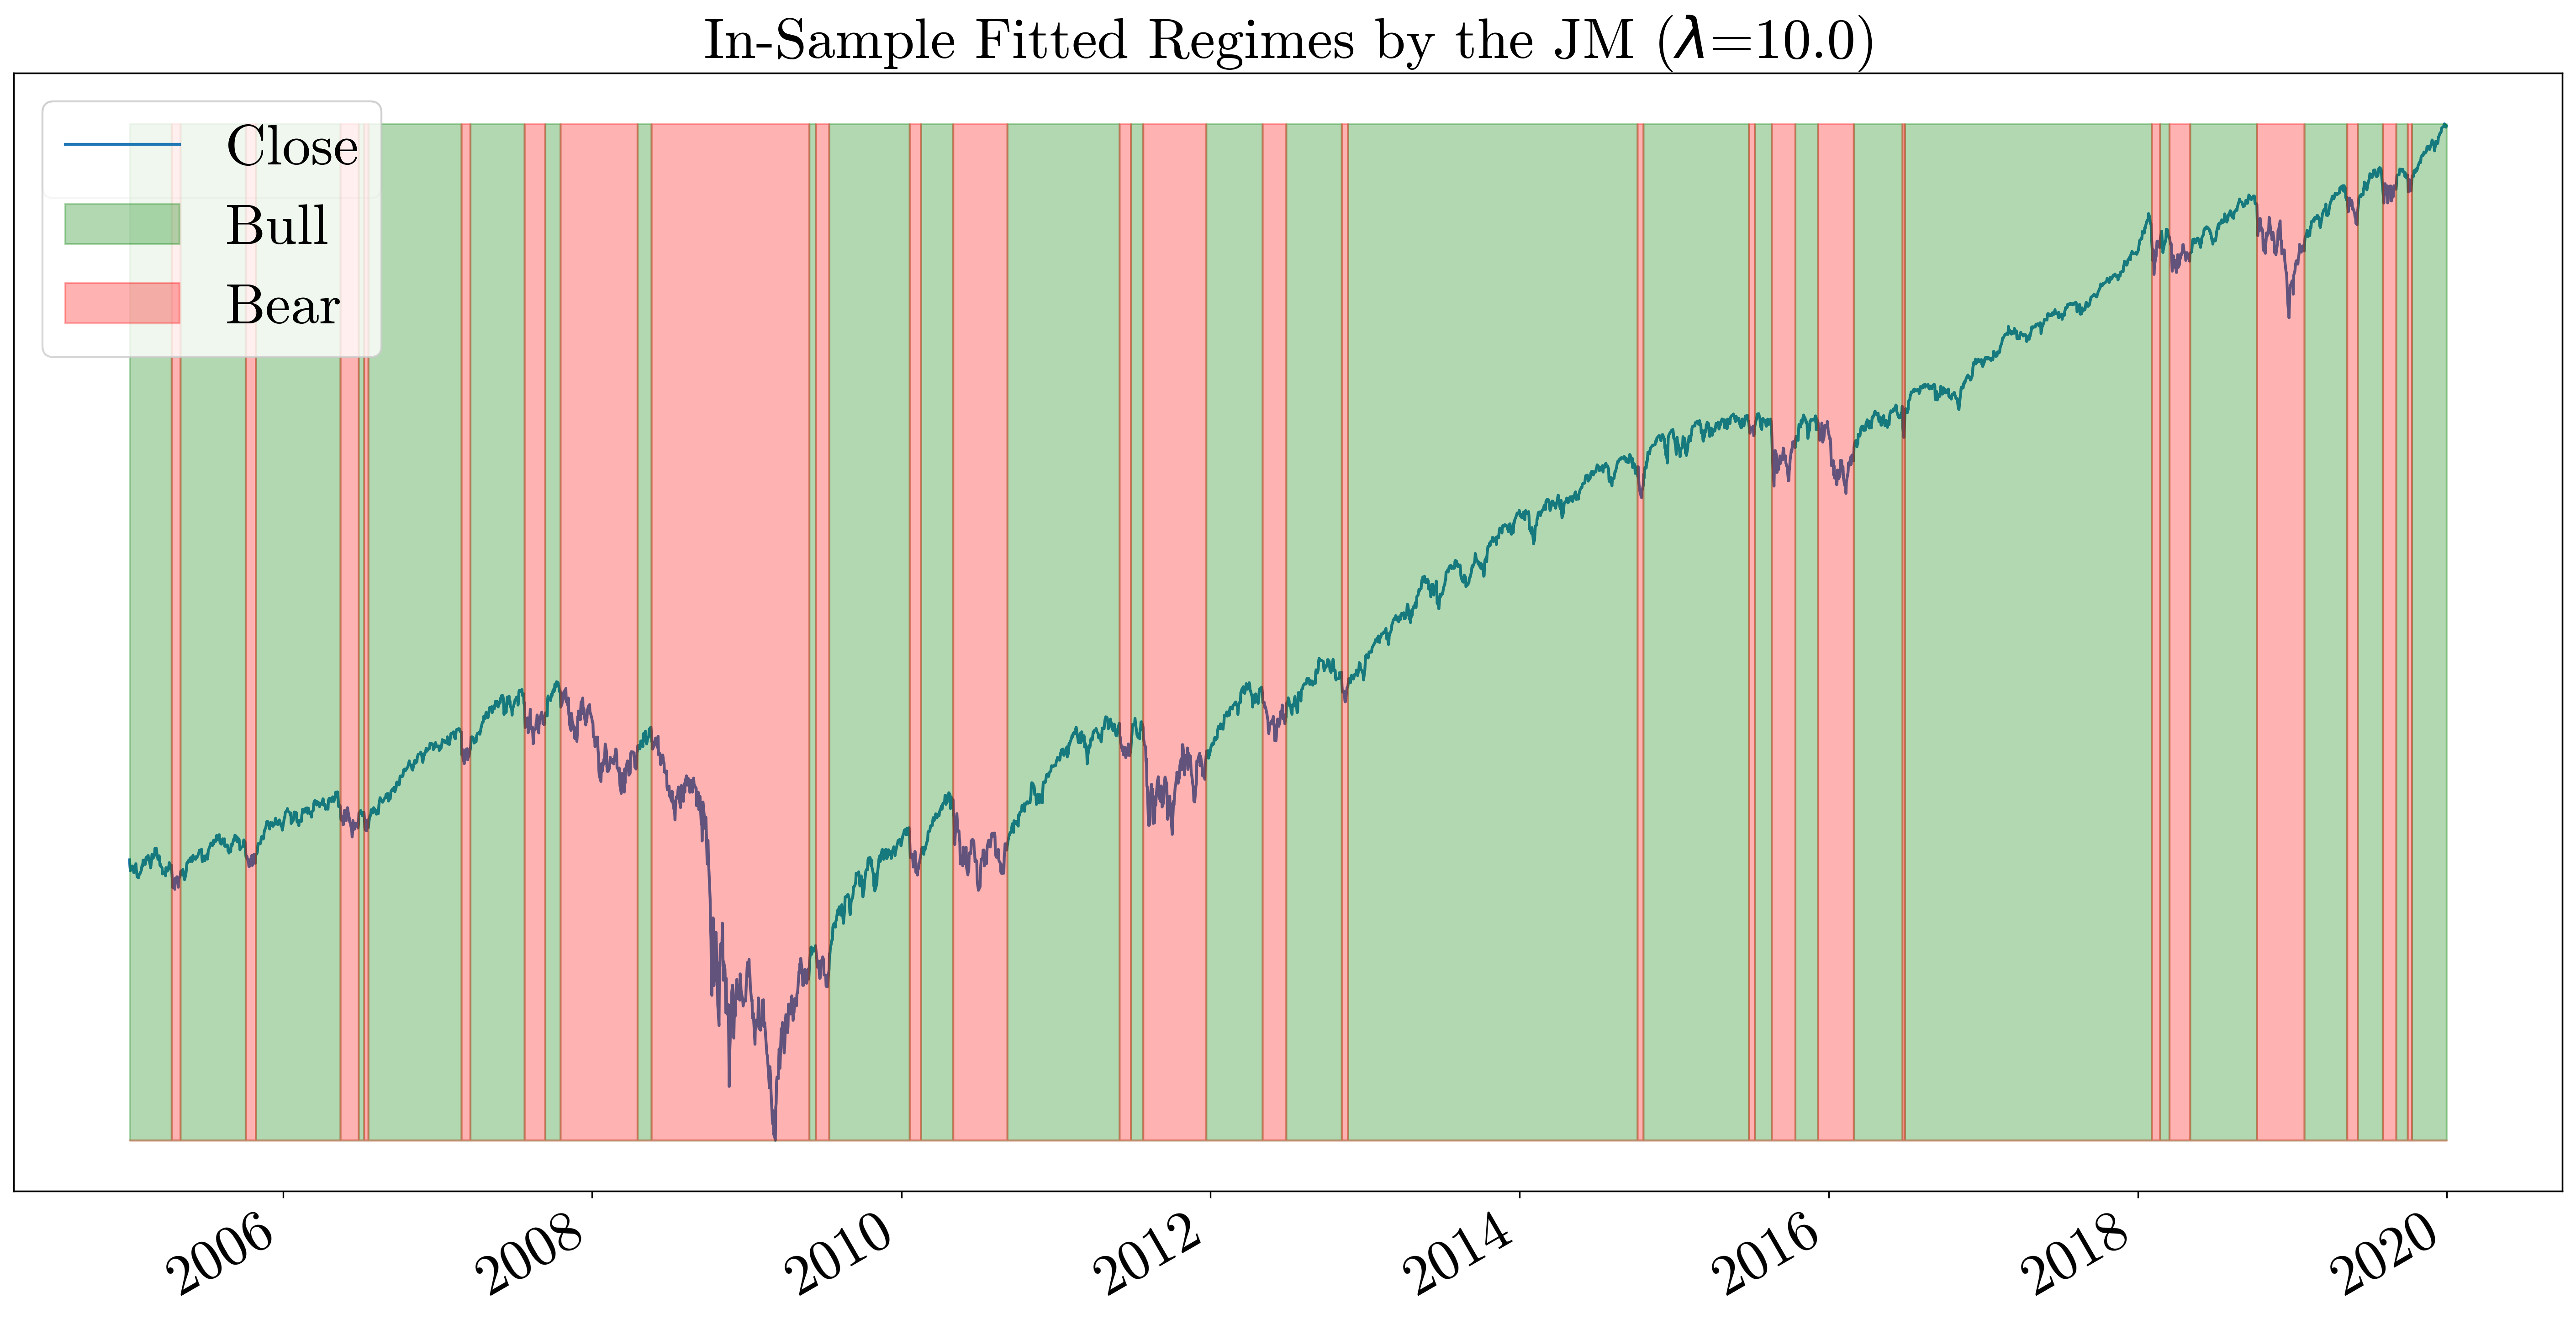 In-Sample Fitted Regimes by the JM (λ=10.0)
Close
Bull
Bear
2006
2008
2010
2012
2014
2016
2018
2020